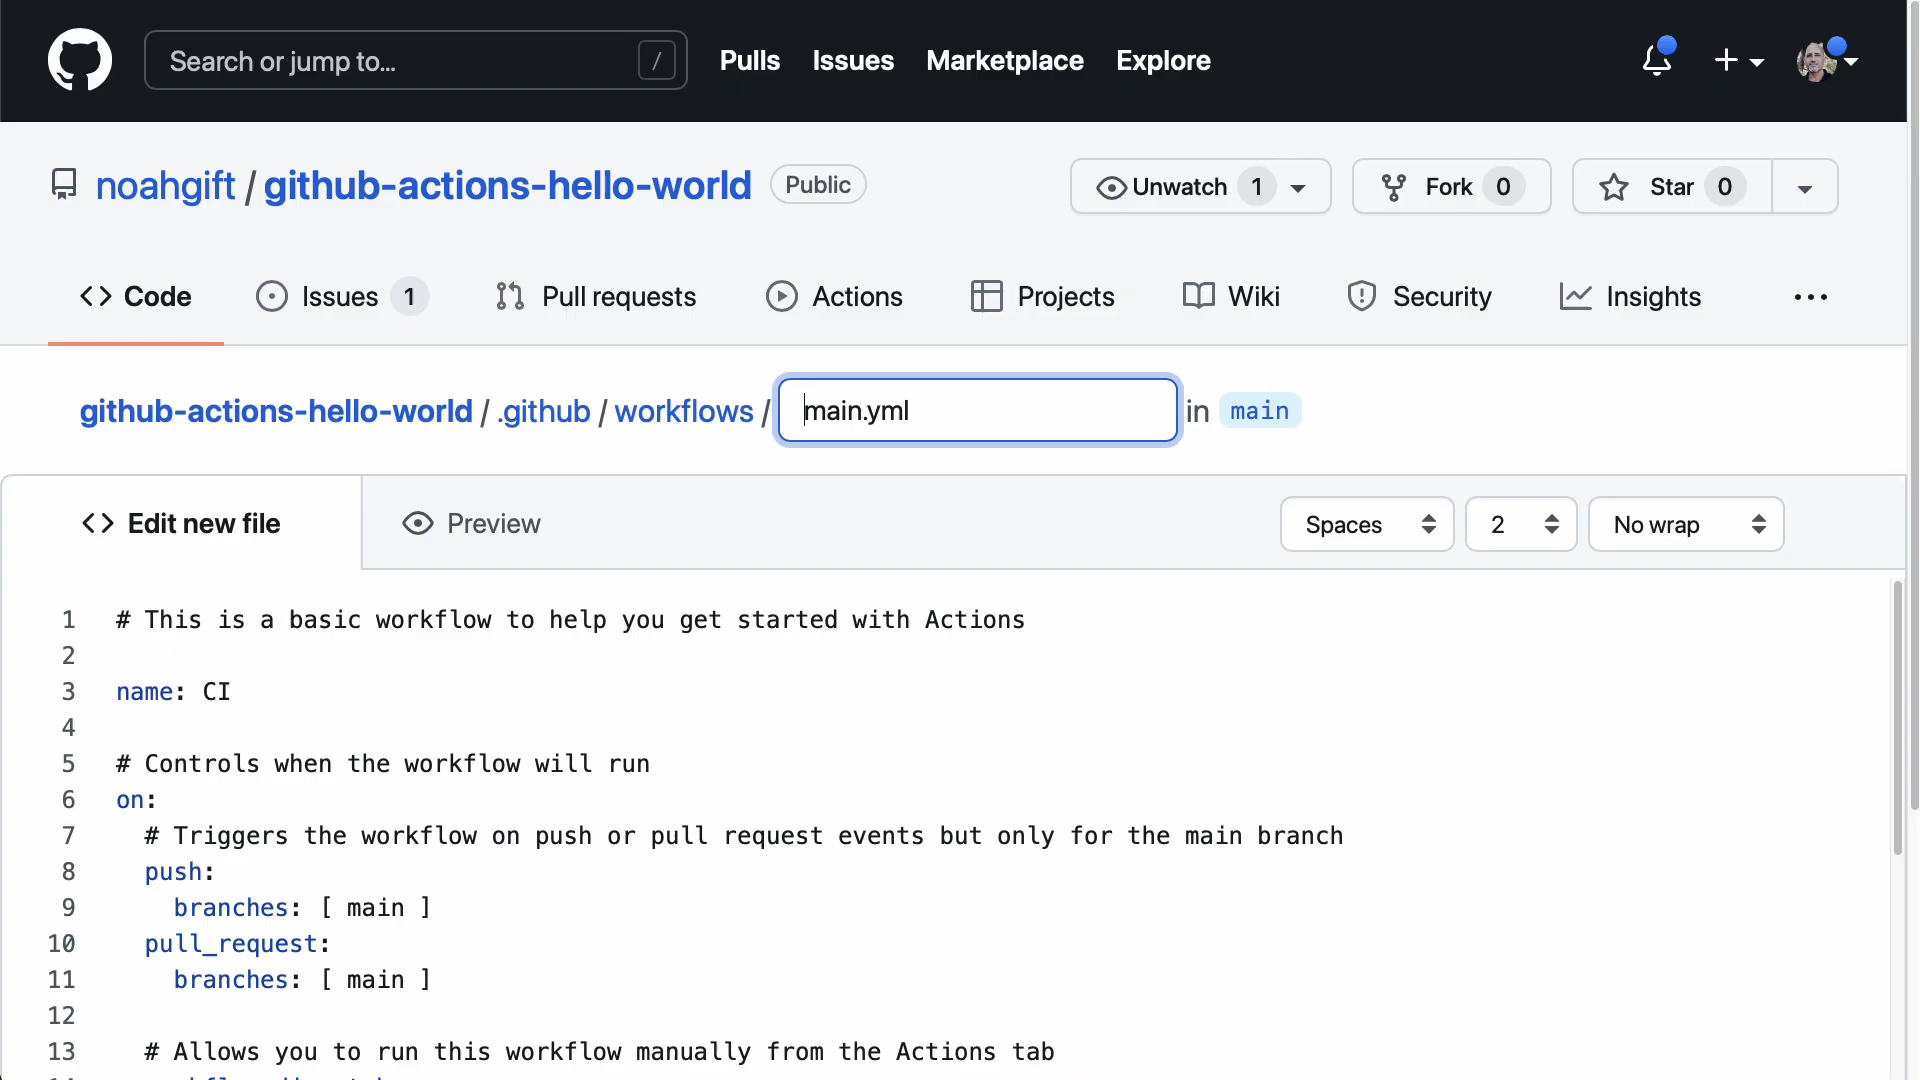 Search or jump to... / Pulls Issues Marketplace Explore
noahgift / github-actions-hello-world Public Unwatch 1 Fork 0 Star 0
Code Issues 1 Pull requests Actions Projects Wiki Security Insights
github-actions-hello-world / .github / workflows / main.yml in main
Edit new file Preview Spaces 2 No wrap
1 # This is a basic workflow to help you get started with Actions
2
3 name: CI
4
5 # Controls when the workflow will run
6 on:
7 # Triggers the workflow on push or pull request events but only for the main branch
8 push:
9 branches: [ main ]
10 pull_request:
11 branches: [ main ]
12
13 # Allows you to run this workflow manually from the Actions tab